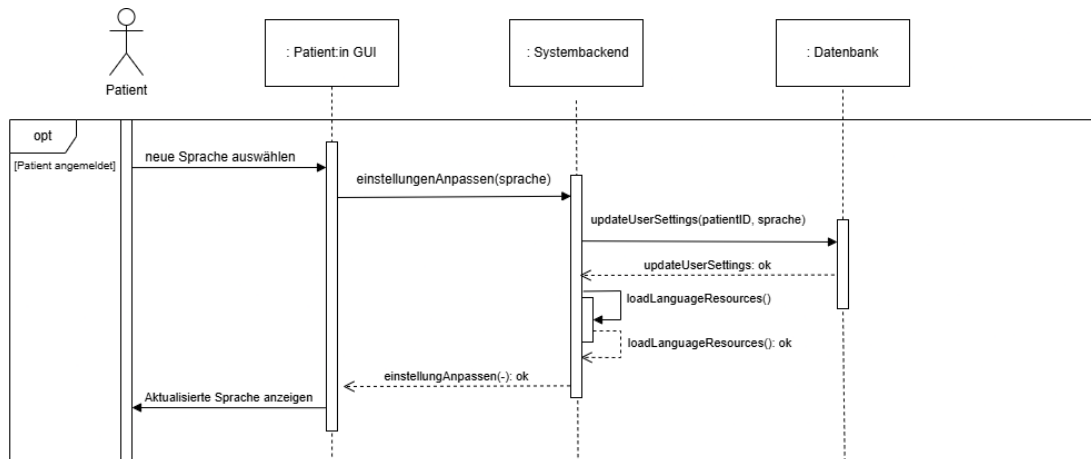 Patient
: Patient:in GUI
: Systembackend
: Datenbank
opt
[Patient angemeldet]
neue Sprache auswählen
einstellungenAnpassen(sprache)
updateUserSettings(patientID, sprache)
updateUserSettings: ok
loadLanguageResources()
loadLanguageResources(): ok
einstellungAnpassen(-): ok
Aktualisierte Sprache anzeigen